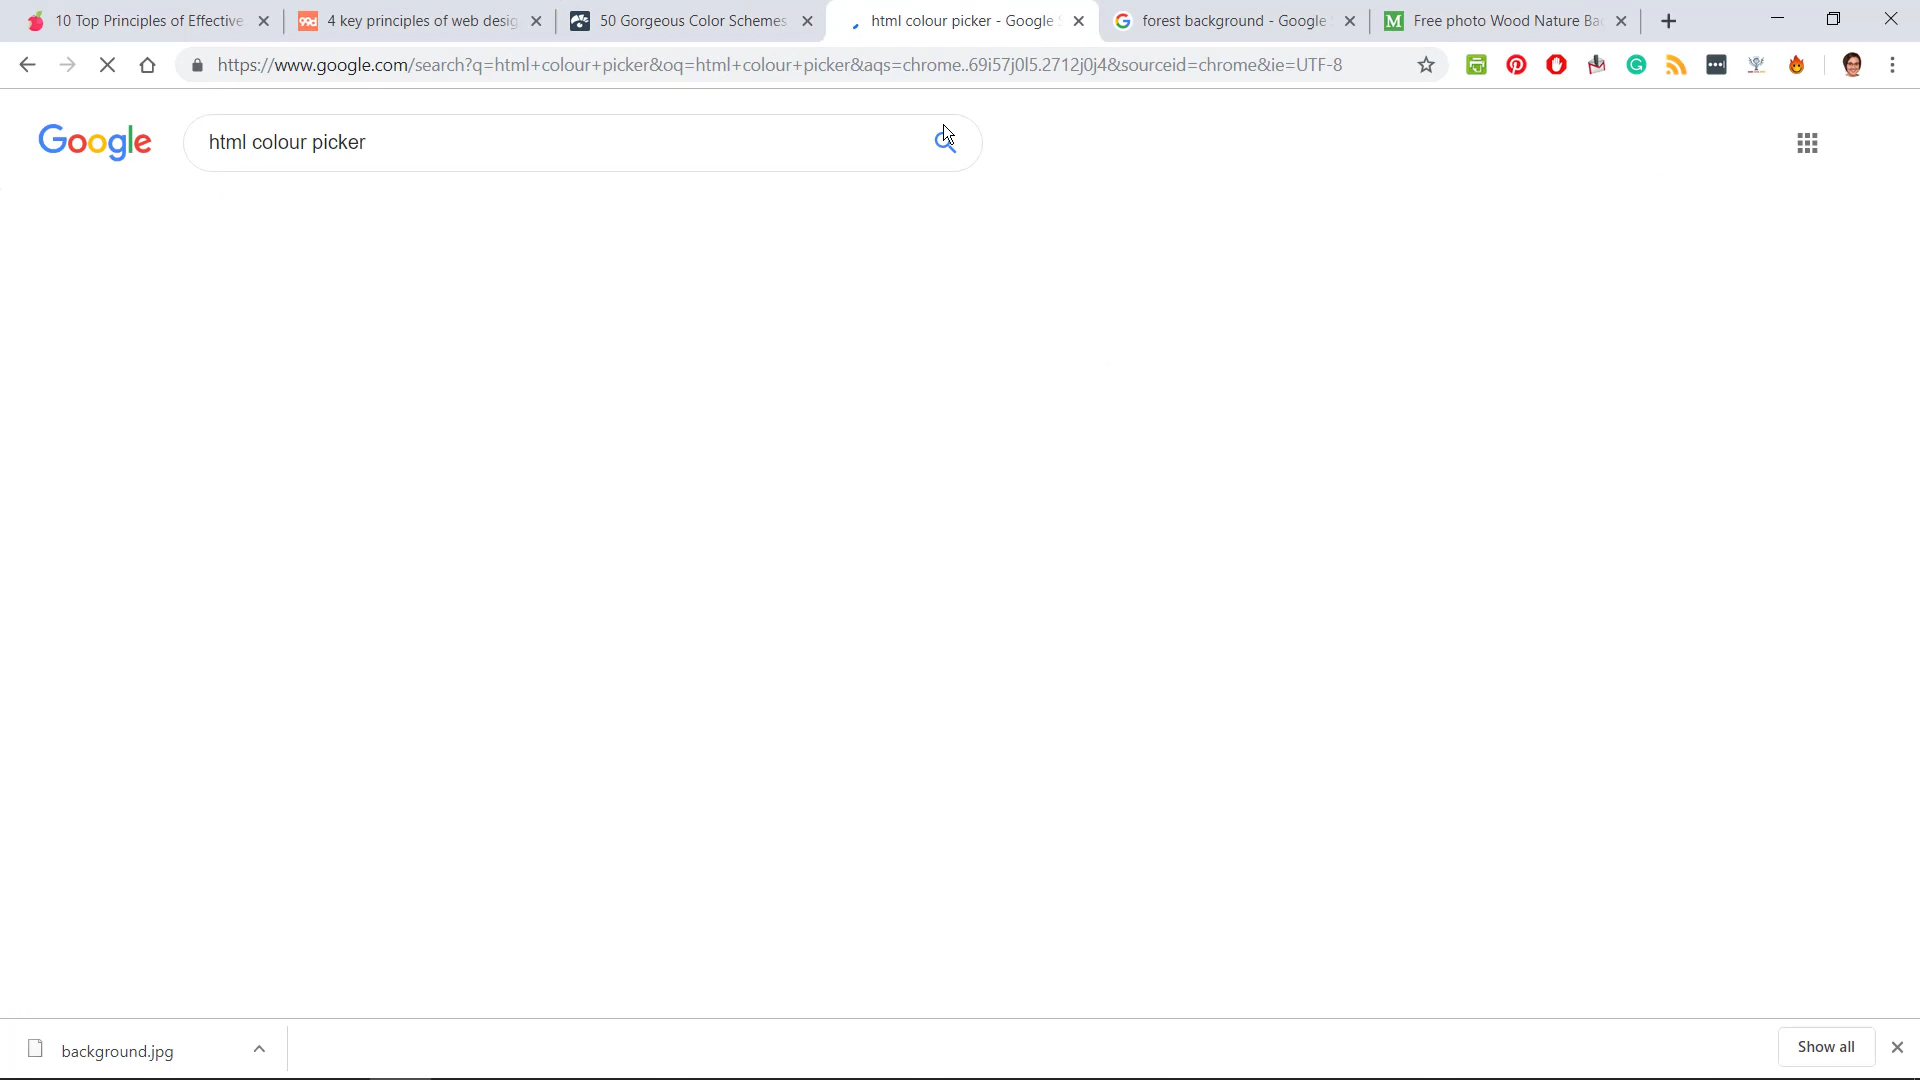 10 Top Principles of Effective
4 key principles of web desig
50 Gorgeous Color Schemes
html colour picker - Google
forest background - Google
Free photo Wood Nature Ba
https://www.google.com/search?q=html+colour+picker&oq=html+colour+picker&aqs=chrome..69i57j0l5.2712j0j4&sourceid=chrome&ie=UTF-8
Google
html colour picker
background.jpg
Show all